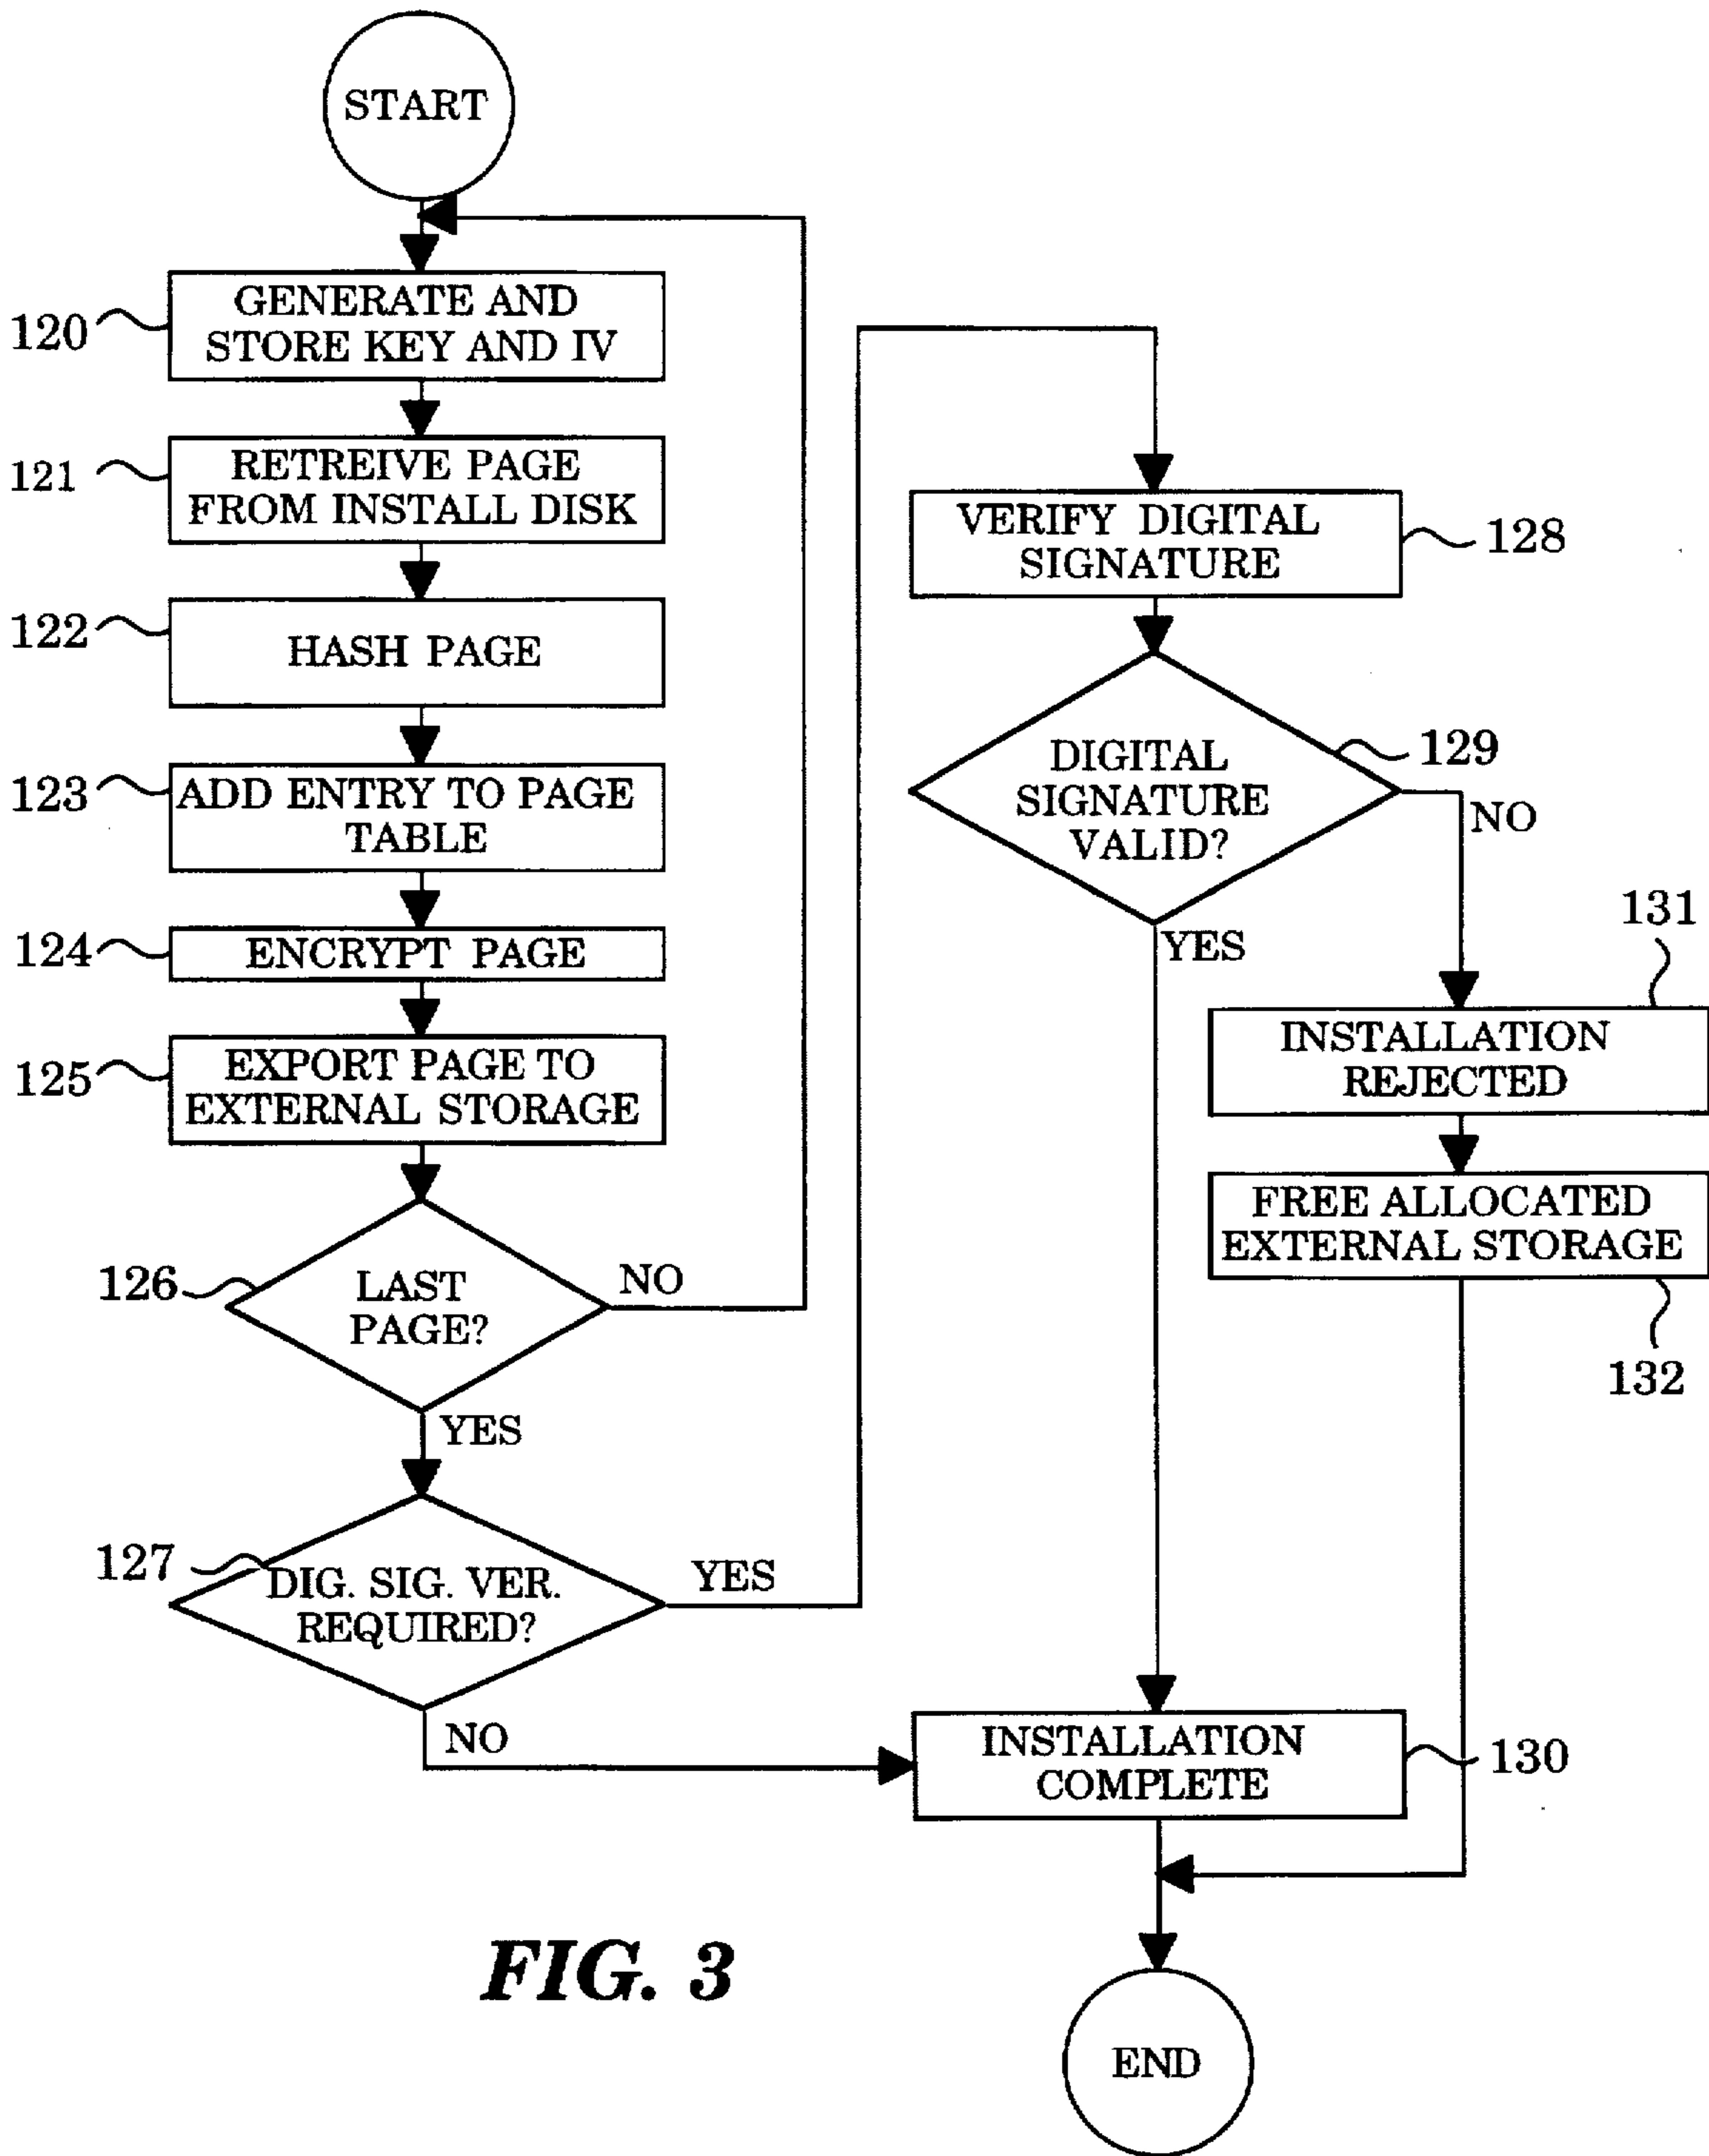 START
120
GENERATE AND
STORE KEY AND IV
121
RETREIVE PAGE
FROM INSTALL DISK
122
HASH PAGE
123
ADD ENTRY TO PAGE
TABLE
124
ENCRYPT PAGE
125
EXPORT PAGE TO
EXTERNAL STORAGE
126
LAST
PAGE?
NO
YES
127
DIG. SIG. VER.
REQUIRED?
YES
NO
VERIFY DIGITAL
SIGNATURE
128
DIGITAL
SIGNATURE
VALID?
129
NO
YES
131
INSTALLATION
REJECTED
FREE ALLOCATED
EXTERNAL STORAGE
132
INSTALLATION
COMPLETE
130
END
FIG. 3